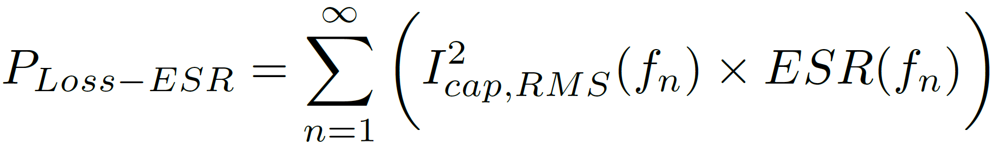 P_{Loss-ESR} = \sum_{n=1}^{\infty} \left( I_{cap,RMS}^{2}(f_n) \times ESR(f_n) \right)